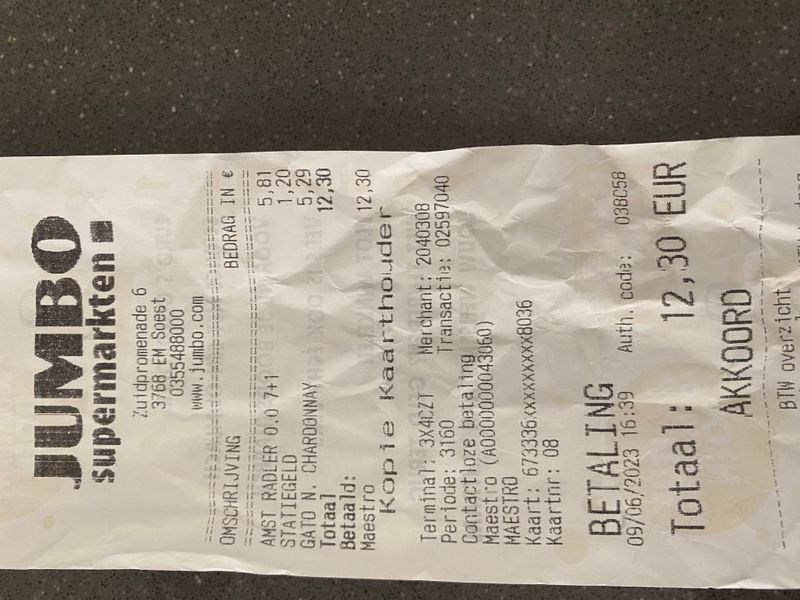 JUMBO
supermarkten
Zuidpromenade 6
3768 EM Soest
0355488000
www.jumbo.com
OMSCHRIJVING BEDRAG IN €
AMST RADLER 0.0 7+1 5,81
STATIEGELD 1,20
GATO N. CHARDONNAY 5,29
Totaal 12,30
Betaald:
Maestro 12,30
Kopie Kaarthouder
Terminal: 3X4CZT Merchant: 2040308
Periode: 3160 Transactie: 02597040
Contactloze betaling
Maestro (A0000000043060)
MAESTRO
Kaart: 673336xxxxxxxxx8036
Kaartnr: 08
BETALING
09/06/2023 16:39 Auth. code: 038C58
Totaal: 12,30 EUR
AKKOORD
BTW overzicht